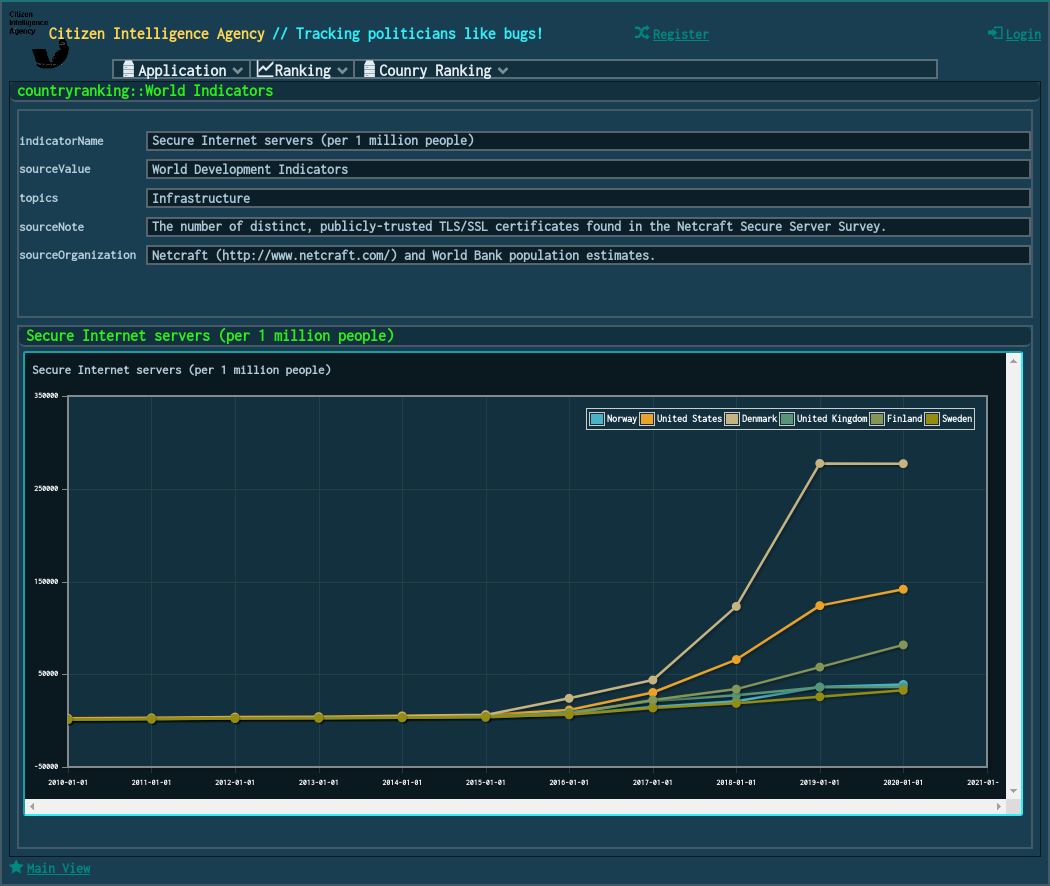 Citizen
Intelligence
Agency
Citizen Intelligence Agency // Tracking politicians like bugs!
Register
Login
Application Ranking Counry Ranking
countryranking::World Indicators
indicatorName Secure Internet servers (per 1 million people)
sourceValue World Development Indicators
topics Infrastructure
sourceNote The number of distinct, publicly-trusted TLS/SSL certificates found in the Netcraft Secure Server Survey.
sourceOrganization Netcraft (http://www.netcraft.com/) and World Bank population estimates.
Secure Internet servers (per 1 million people)
Secure Internet servers (per 1 million people)
350000
Norway United States Denmark United Kingdom Finland Sweden
250000
150000
50000
-50000
2010-01-01 2011-01-01 2012-01-01 2013-01-01 2014-01-01 2015-01-01 2016-01-01 2017-01-01 2018-01-01 2019-01-01 2020-01-01 2021-01-
Main View